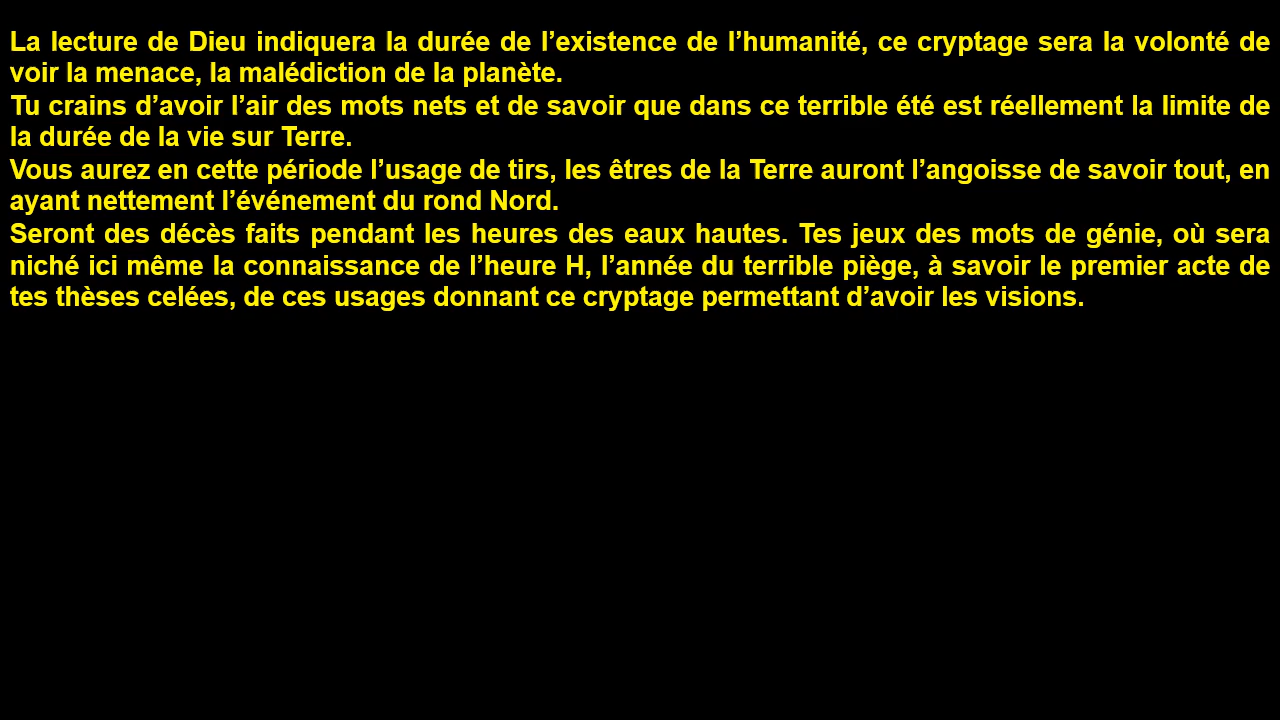 La lecture de Dieu indiquera la durée de l’existence de l’humanité, ce cryptage sera la volonté de
voir la menace, la malédiction de la planète.
Tu crains d’avoir l’air des mots nets et de savoir que dans ce terrible été est réellement la limite de
la durée de la vie sur Terre.
Vous aurez en cette période l’usage de tirs, les êtres de la Terre auront l’angoisse de savoir tout, en
ayant nettement l’événement du rond Nord.
Seront des décès faits pendant les heures des eaux hautes. Tes jeux des mots de génie, où sera
niché ici même la connaissance de l’heure H, l’année du terrible piège, à savoir le premier acte de
tes thèses celées, de ces usages donnant ce cryptage permettant d’avoir les visions.